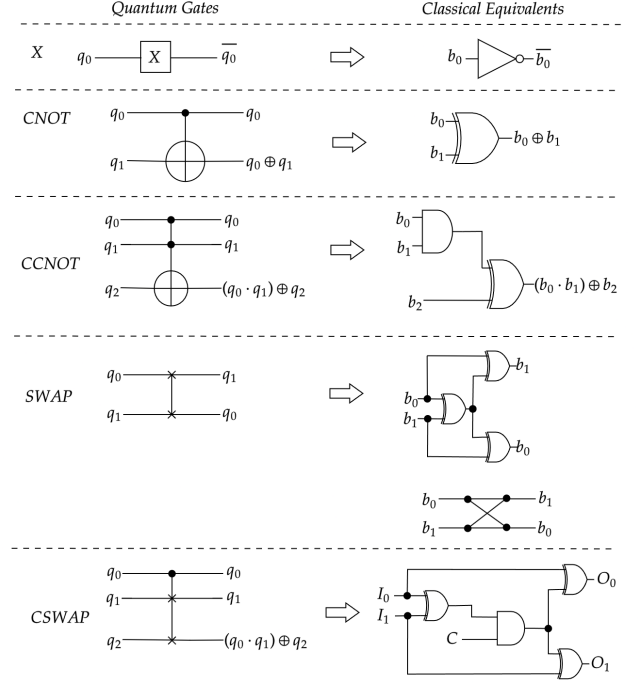 Quantum Gates Classical Equivalents
X q₀ X q̅₀ b₀ b̅₀
CNOT q₀ q₀ b₀
q₁ q₀ ⊕ q₁ b₁ b₀ ⊕ b₁
CCNOT q₀ q₀ b₀
q₁ q₁ b₁
q₂ (q₀ · q₁) ⊕ q₂ b₂ (b₀ · b₁) ⊕ b₂
SWAP q₀ q₁ b₀ b₁
q₁ q₀ b₁ b₀
b₀ b₁
b₁ b₀
CSWAP q₀ q₀ I₀ O₀
q₁ q₁ I₁ C
q₂ (q₀ · q₁) ⊕ q₂ O₁